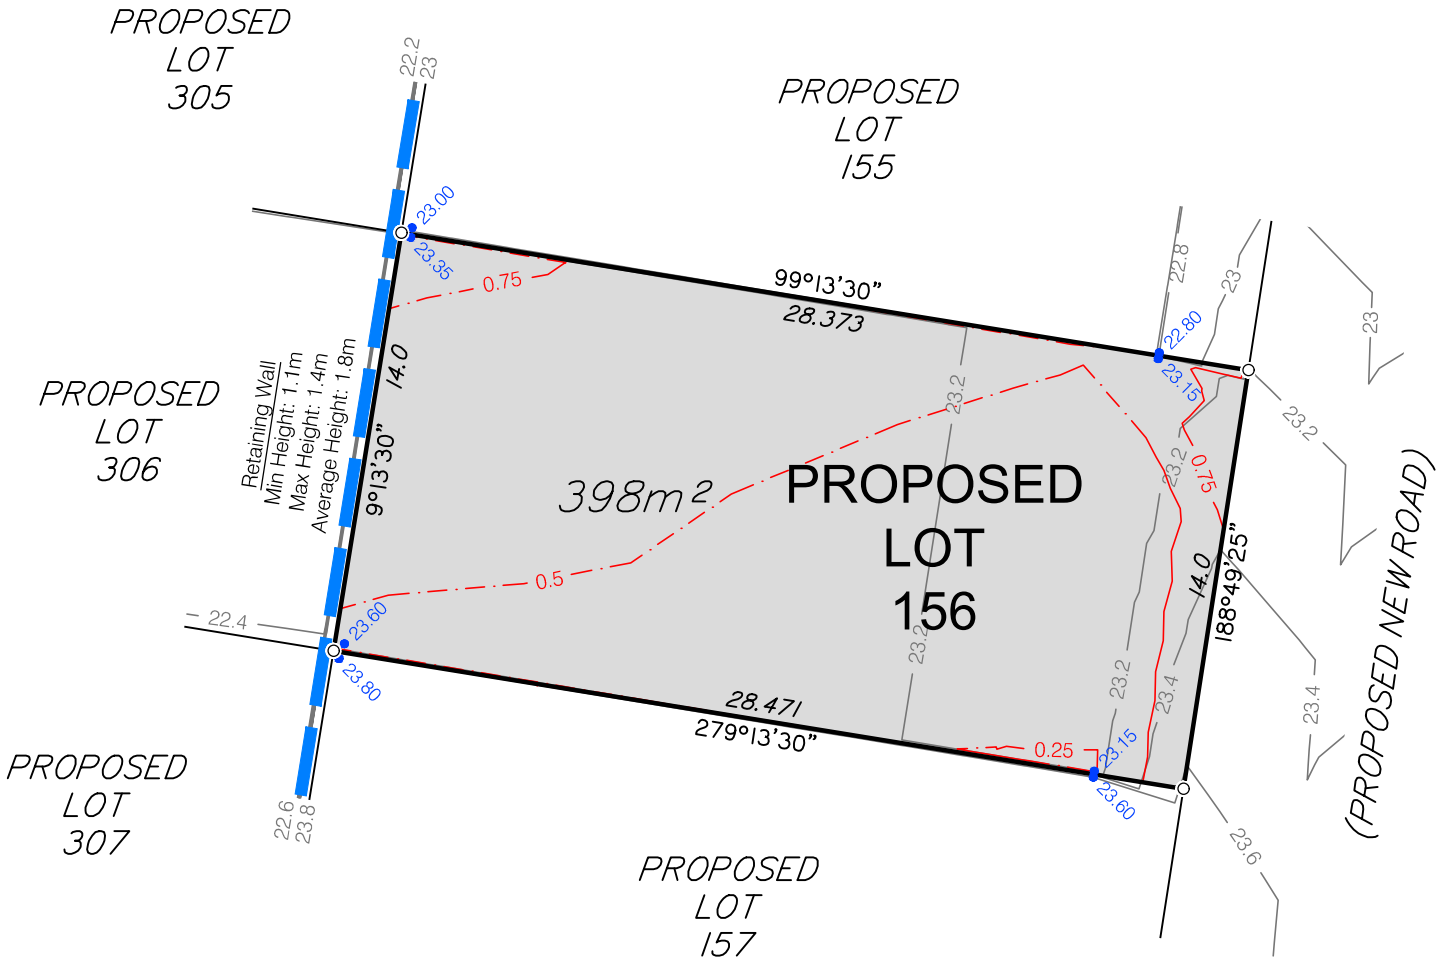 PROPOSED
LOT
305
22.2
23
PROPOSED
LOT
155
23.00
23.35
0.75
99°13'30"
28.373
22.8
23
23
22.80
23.15
PROPOSED
LOT
306
Retaining Wall
Min Height: 1.1m
Max Height: 1.4m
Average Height: 1.8m
14.0
9°13'30"
398m²
23.2
PROPOSED
LOT
156
23.2
0.75
23.2
14.0
188°49'25"
(PROPOSED NEW ROAD)
0.5
22.4
23.60
23.80
23.2
23.2
23.4
23.4
28.471
279°13'30"
0.25
23.15
23.60
23.6
PROPOSED
LOT
307
22.6
23.8
PROPOSED
LOT
157